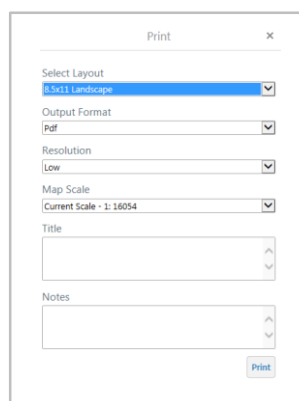 Print ×
Select Layout
8.5x11 Landscape
Output Format
Pdf
Resolution
Low
Map Scale
Current Scale - 1: 16054
Title
Notes
Print